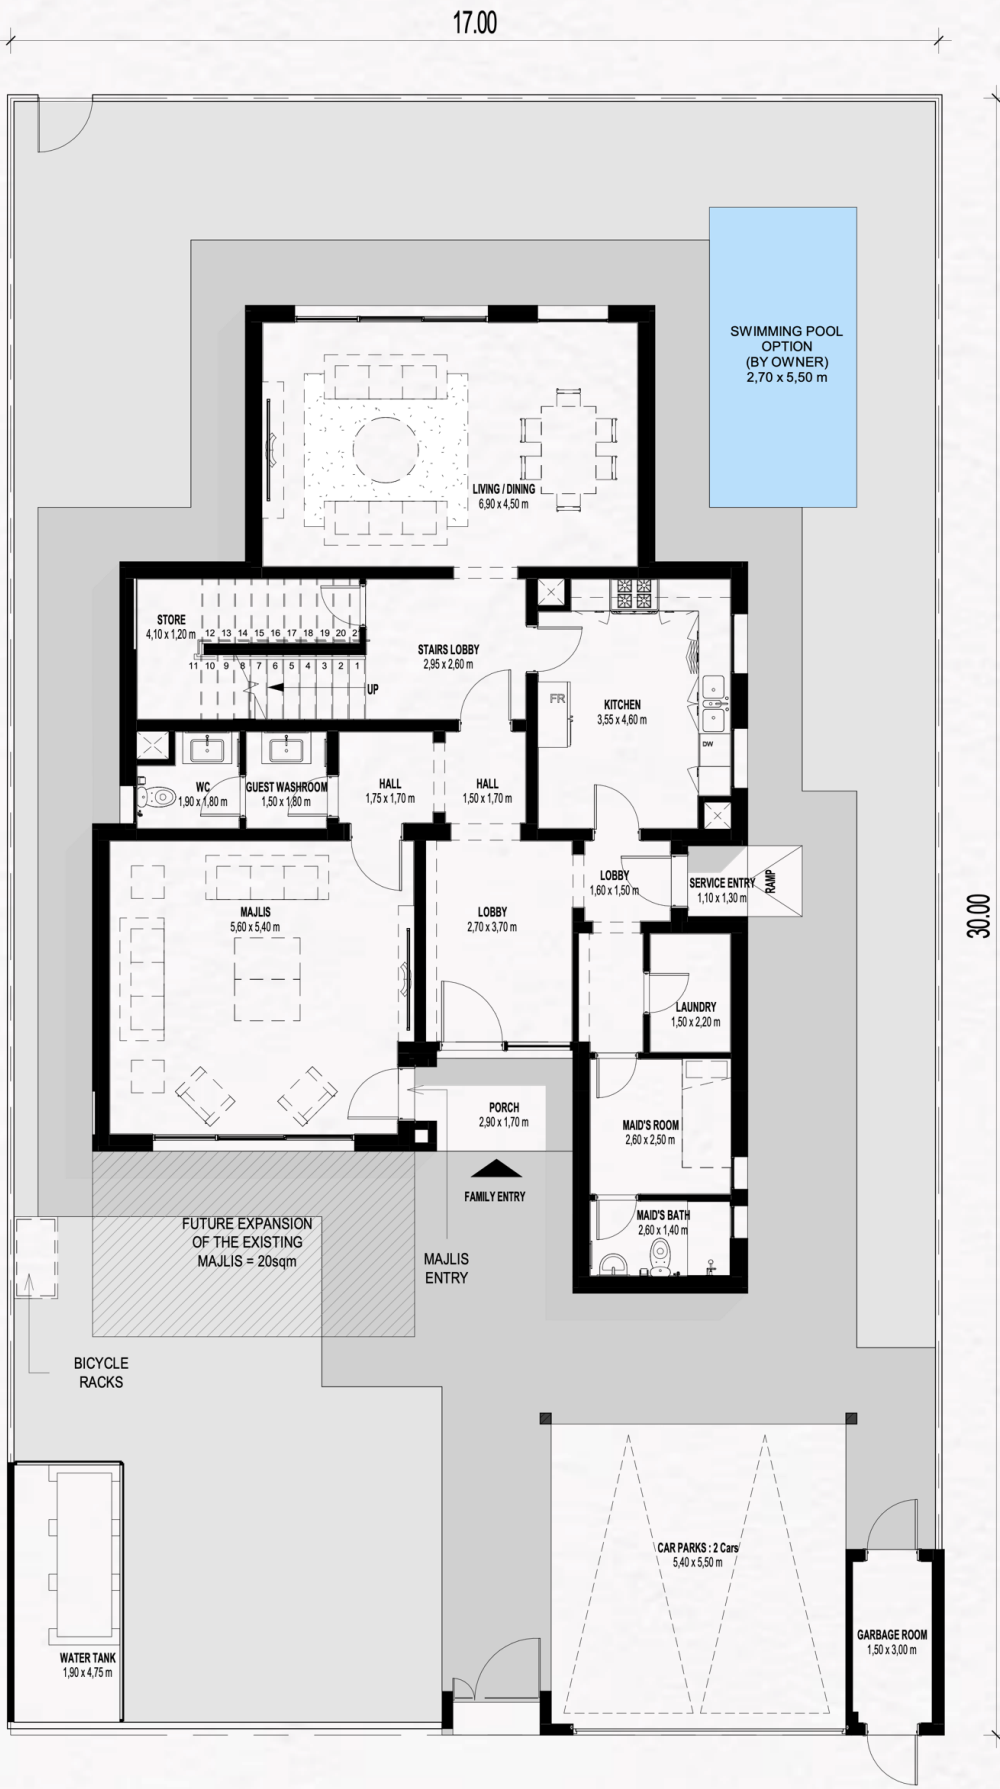 17.00
30.00
SWIMMING POOL
OPTION
(BY OWNER)
2,70 x 5,50 m
LIVING / DINING
6,90 x 4,50 m
STORE
4,10 x 1,20 m
12 13 14 15 16 17 18 19 20 21
11 10 9 8 7 6 5 4 3 2 1
UP
STAIRS LOBBY
2,95 x 2,60 m
FR
KITCHEN
3,55 x 4,60 m
DW
WC
1,90 x 1,80 m
GUEST WASHROOM
1,50 x 1,80 m
HALL
1,75 x 1,70 m
HALL
1,50 x 1,70 m
LOBBY
1,60 x 1,50 m
SERVICE ENTRY
1,10 x 1,30 m
RAMP
MAJLIS
5,60 x 5,40 m
LOBBY
2,70 x 3,70 m
LAUNDRY
1,50 x 2,20 m
PORCH
2,90 x 1,70 m
MAID'S ROOM
2,60 x 2,50 m
FAMILY ENTRY
MAID'S BATH
2,60 x 1,40 m
FUTURE EXPANSION
OF THE EXISTING
MAJLIS = 20sqm
MAJLIS
ENTRY
BICYCLE
RACKS
CAR PARKS : 2 Cars
5,40 x 5,50 m
GARBAGE ROOM
1,50 x 3,00 m
WATER TANK
1,90 x 4,75 m